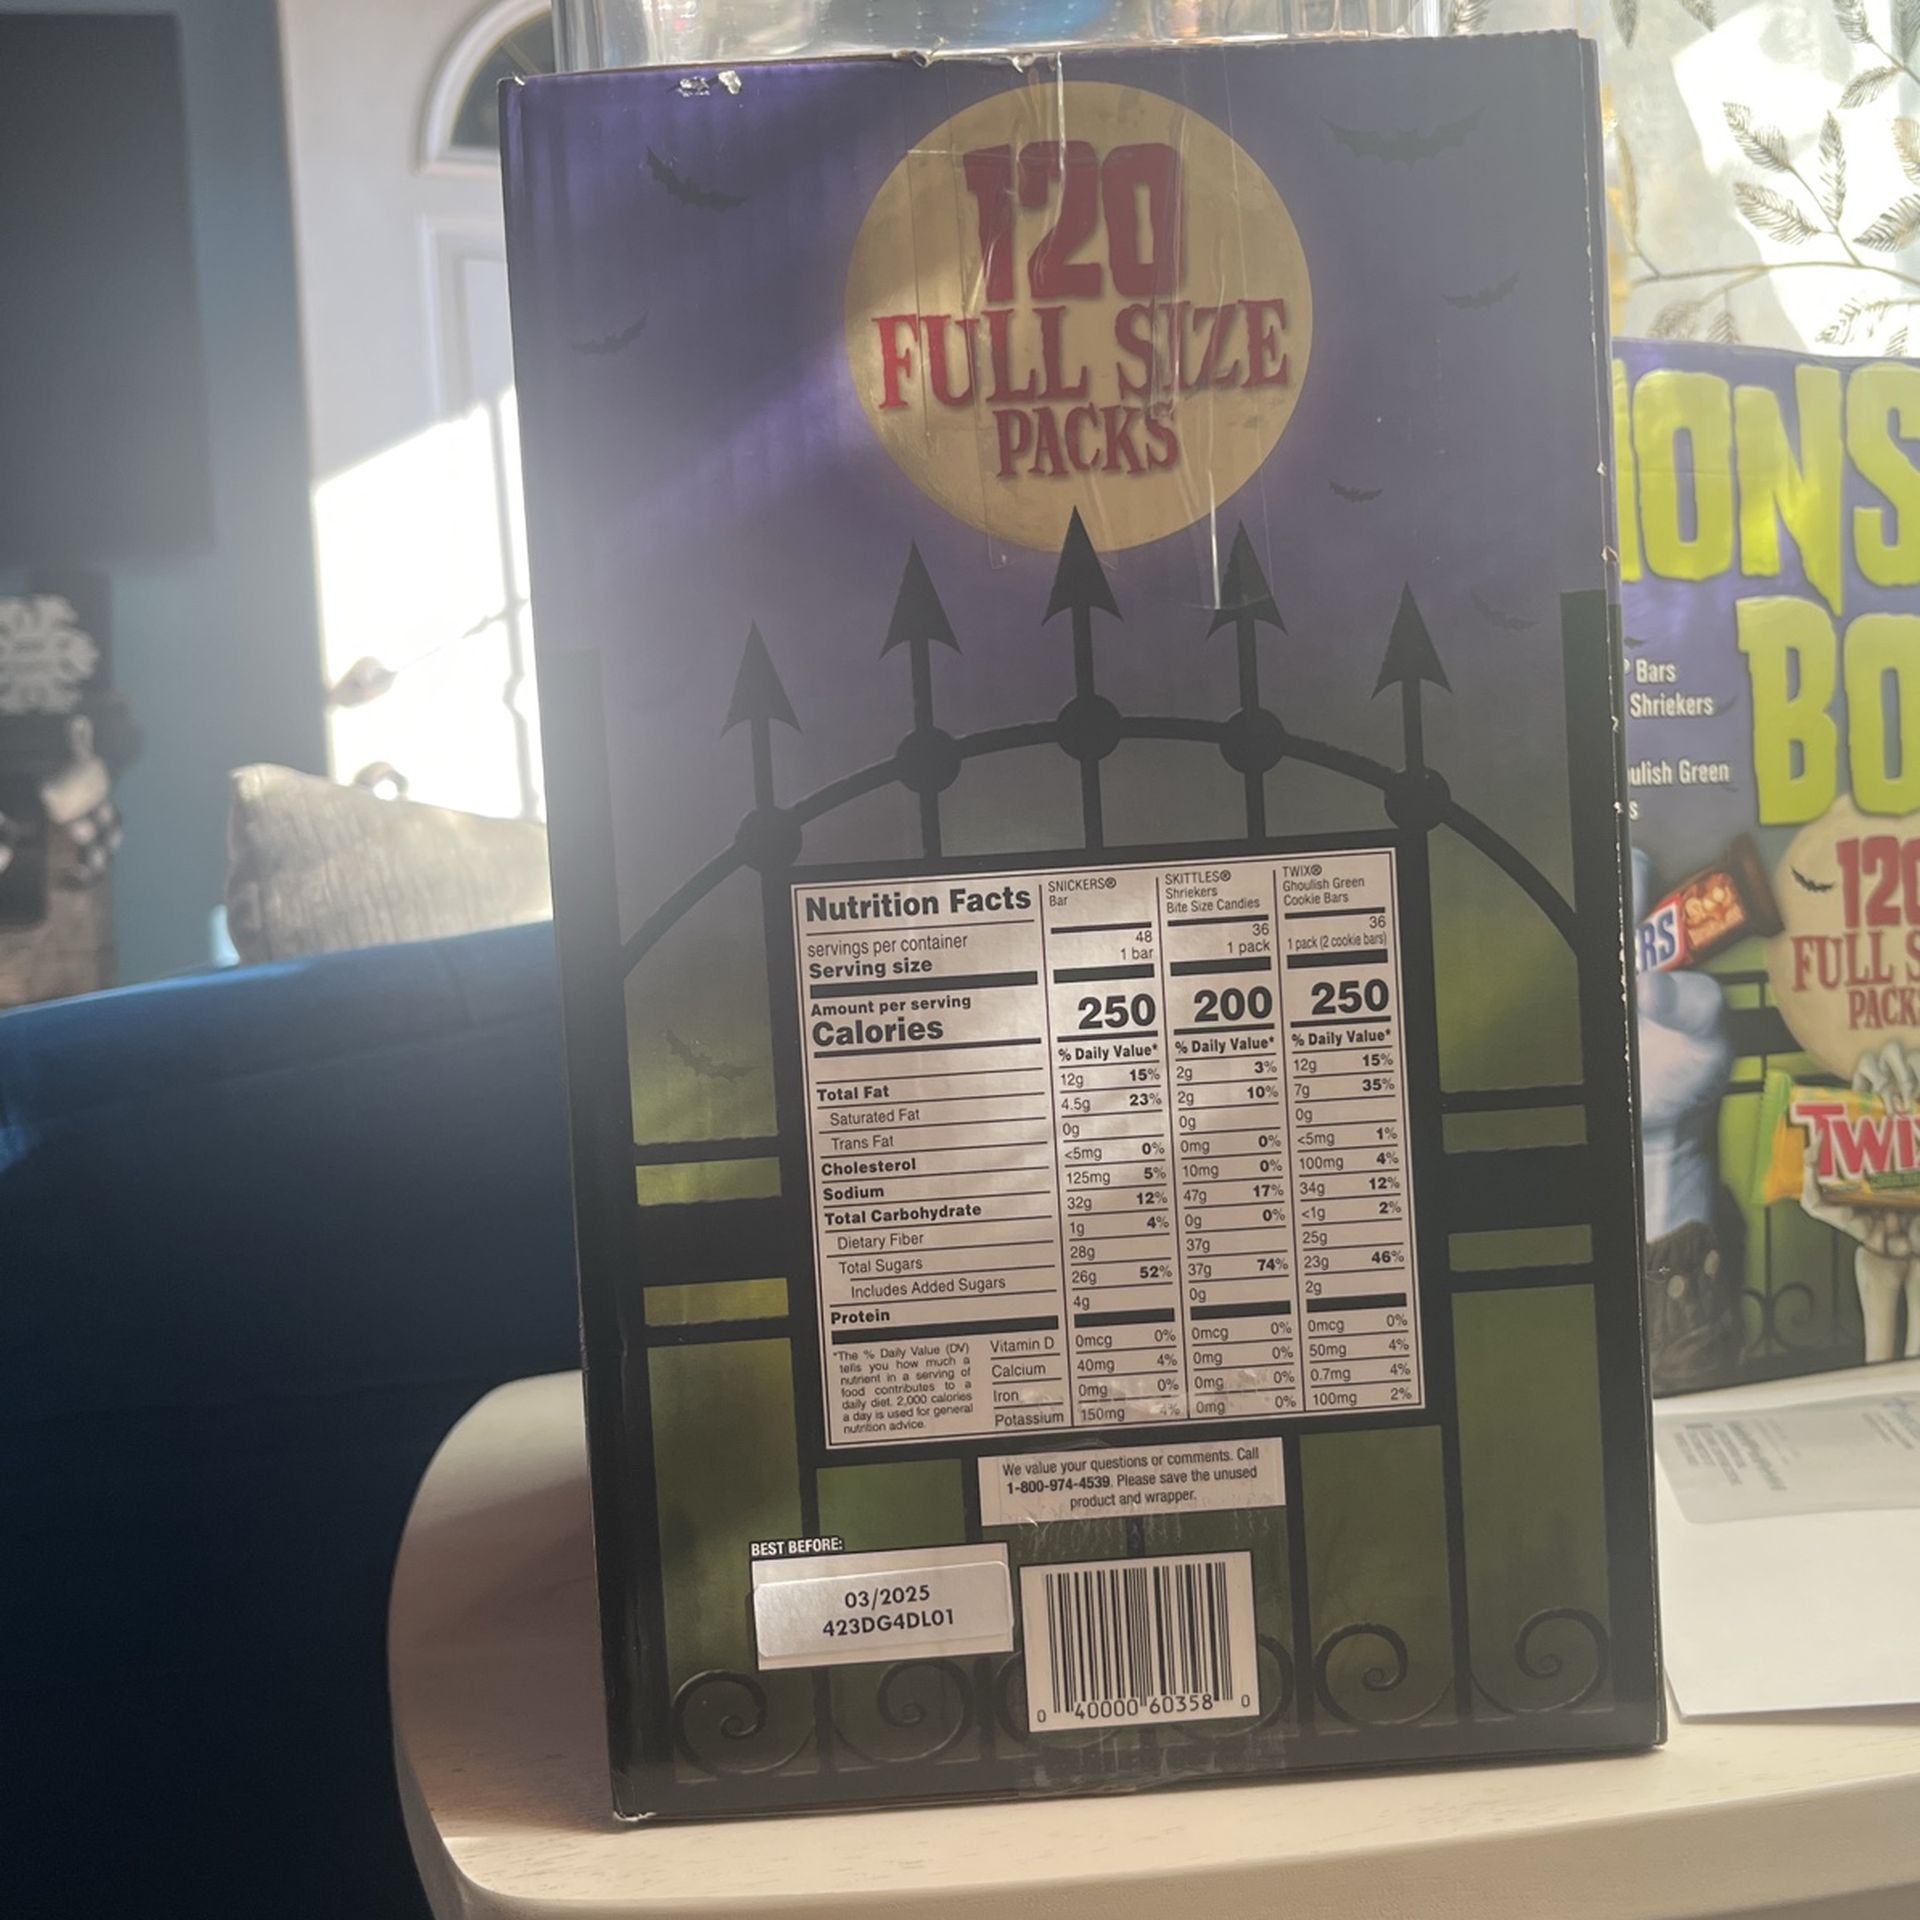 120
FULL SIZE
PACKS
Nutrition Facts
servings per container
Serving size
Amount per serving
Calories
Total Fat
Saturated Fat
Trans Fat
Cholesterol
Sodium
Total Carbohydrate
Dietary Fiber
Total Sugars
Includes Added Sugars
Protein
*The % Daily Value (DV)
tells you how much a
nutrient in a serving of
food contributes to a
daily diet. 2,000 calories
a day is used for general
nutrition advice.
Vitamin D
Calcium
Iron
Potassium
SNICKERS®
Bar
48
1 bar
250
% Daily Value*
12g 15%
4.5g 23%
0g
<5mg 0%
125mg 5%
32g 12%
1g 4%
28g
26g 52%
4g
0mcg 0%
40mg 4%
0mg 0%
150mg 4%
SKITTLES®
Shriekers
Bite Size Candies
36
1 pack
200
% Daily Value*
2g 3%
2g 10%
0g
0mg 0%
10mg 0%
47g 17%
0g 0%
37g
37g 74%
0g
0mcg 0%
0mg 0%
0mg 0%
0mg 0%
TWIX®
Ghoulish Green
Cookie Bars
36
1 pack (2 cookie bars)
250
% Daily Value*
12g 15%
7g 35%
0g
<5mg 1%
100mg 4%
34g 12%
<1g 2%
25g
23g 46%
2g
0mcg 0%
50mg 4%
0.7mg 4%
100mg 2%
We value your questions or comments. Call
1-800-974-4539. Please save the unused
product and wrapper.
BEST BEFORE:
03/2025
423DG4DL01
0 40000 60358 0
ONS
BO
Bars
Shriekers
ulish Green
s
120
FULL S
PACK
RS
TWI